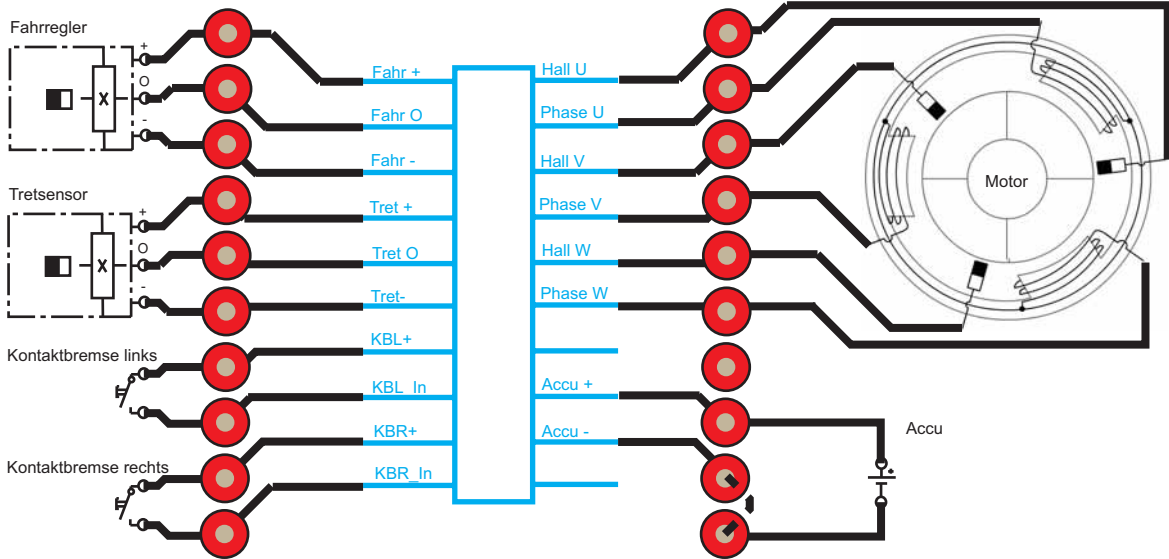 Fahrregler
+
O
-
X
Tretsensor
+
O
-
X
Kontaktbremse links
Kontaktbremse rechts
Fahr +
Fahr O
Fahr -
Tret +
Tret O
Tret-
KBL+
KBL_In
KBR+
KBR_In
Hall U
Phase U
Hall V
Phase V
Hall W
Phase W
Accu +
Accu -
Motor
Accu
+